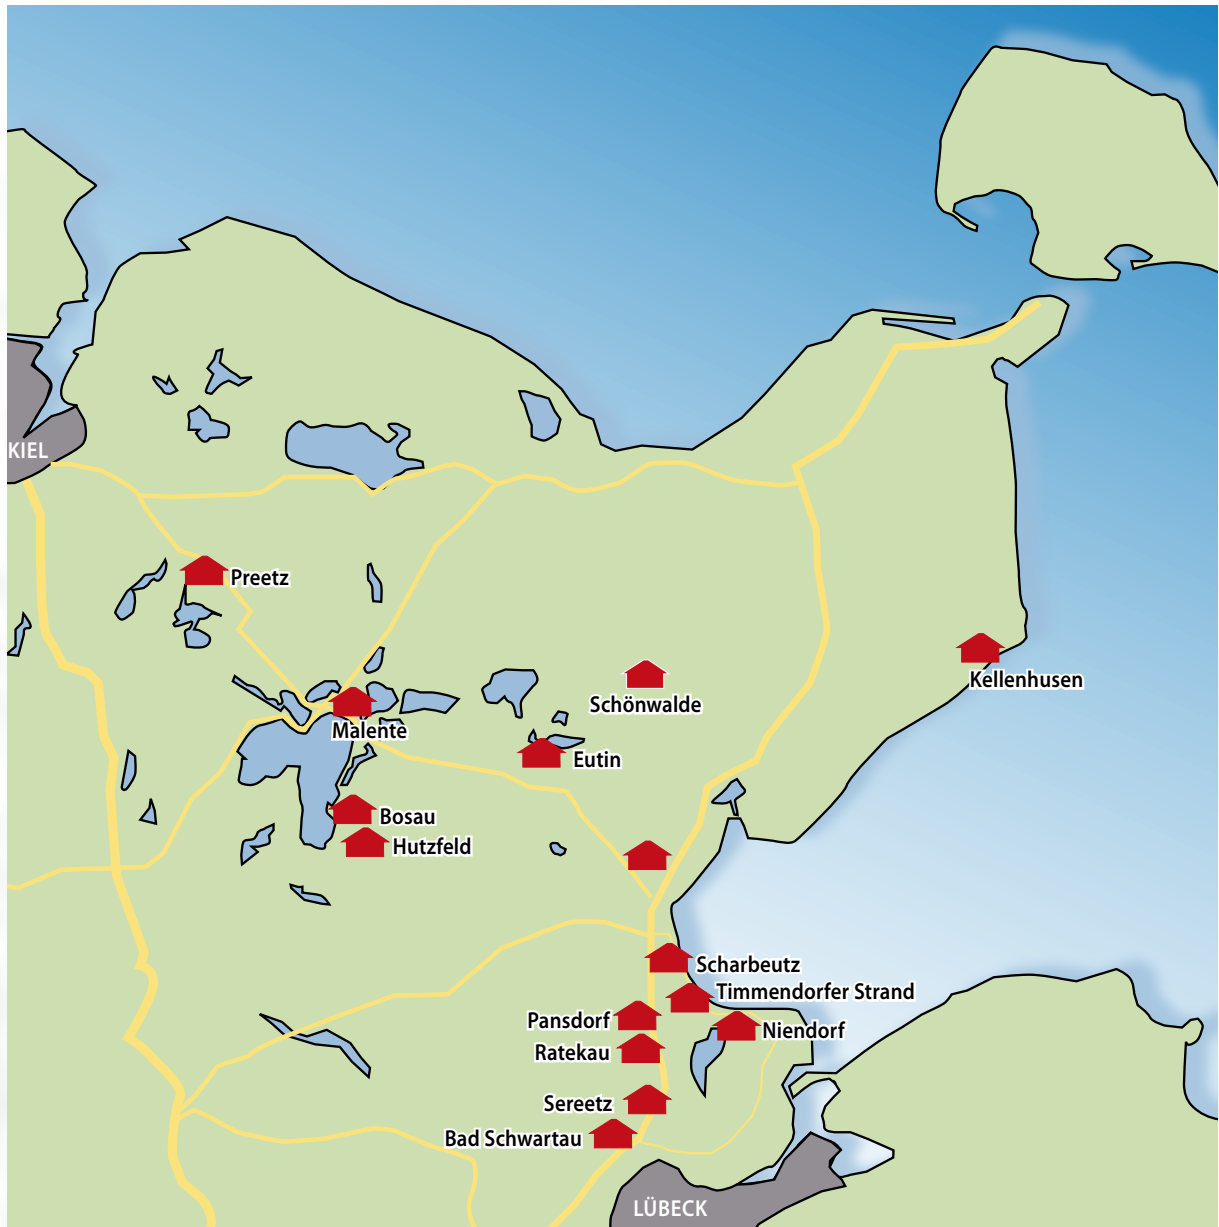 KIEL
Preetz
Kellenhusen
Schönwalde
Malente
Eutin
Bosau
Hutzfeld
Scharbeutz
Timmendorfer Strand
Pansdorf
Niendorf
Ratekau
Sereetz
Bad Schwartau
LÜBECK